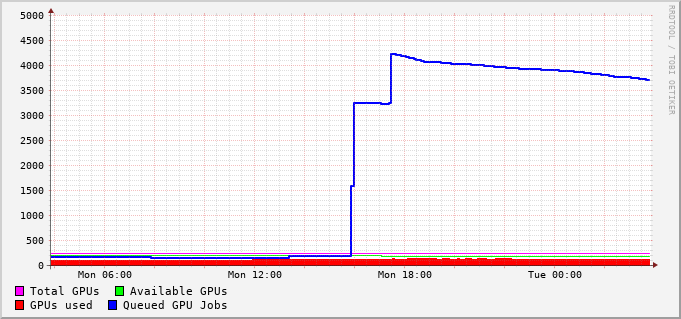 5000
4500
4000
3500
3000
2500
2000
1500
1000
500
0
Mon 06:00 Mon 12:00 Mon 18:00 Tue 00:00
Total GPUs Available GPUs
GPUs used Queued GPU Jobs
RRDTOOL / TOBI OETIKER